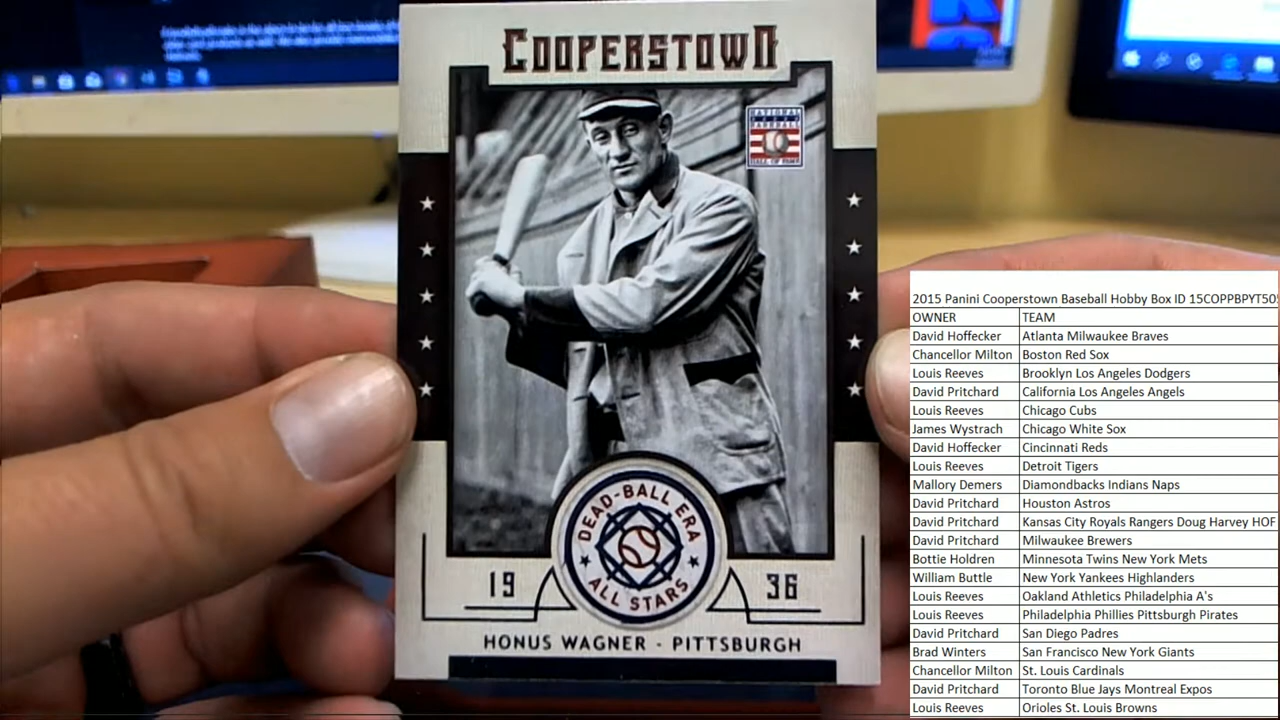 COOPERSTOWN
NATIONAL
BASEBALL
HALL OF FAME
DEAD-BALL ERA
ALL STARS
19 36
HONUS WAGNER - PITTSBURGH
2015 Panini Cooperstown Baseball Hobby Box ID 15COPPBPYT50
OWNER TEAM
David Hoffecker Atlanta Milwaukee Braves
Chancellor Milton Boston Red Sox
Louis Reeves Brooklyn Los Angeles Dodgers
David Pritchard California Los Angeles Angels
Louis Reeves Chicago Cubs
James Wystrach Chicago White Sox
David Hoffecker Cincinnati Reds
Louis Reeves Detroit Tigers
Mallory Demers Diamondbacks Indians Naps
David Pritchard Houston Astros
David Pritchard Kansas City Royals Rangers Doug Harvey HOF
David Pritchard Milwaukee Brewers
Bottie Holdren Minnesota Twins New York Mets
William Buttle New York Yankees Highlanders
Louis Reeves Oakland Athletics Philadelphia A's
Louis Reeves Philadelphia Phillies Pittsburgh Pirates
David Pritchard San Diego Padres
Brad Winters San Francisco New York Giants
Chancellor Milton St. Louis Cardinals
David Pritchard Toronto Blue Jays Montreal Expos
Louis Reeves Orioles St. Louis Browns